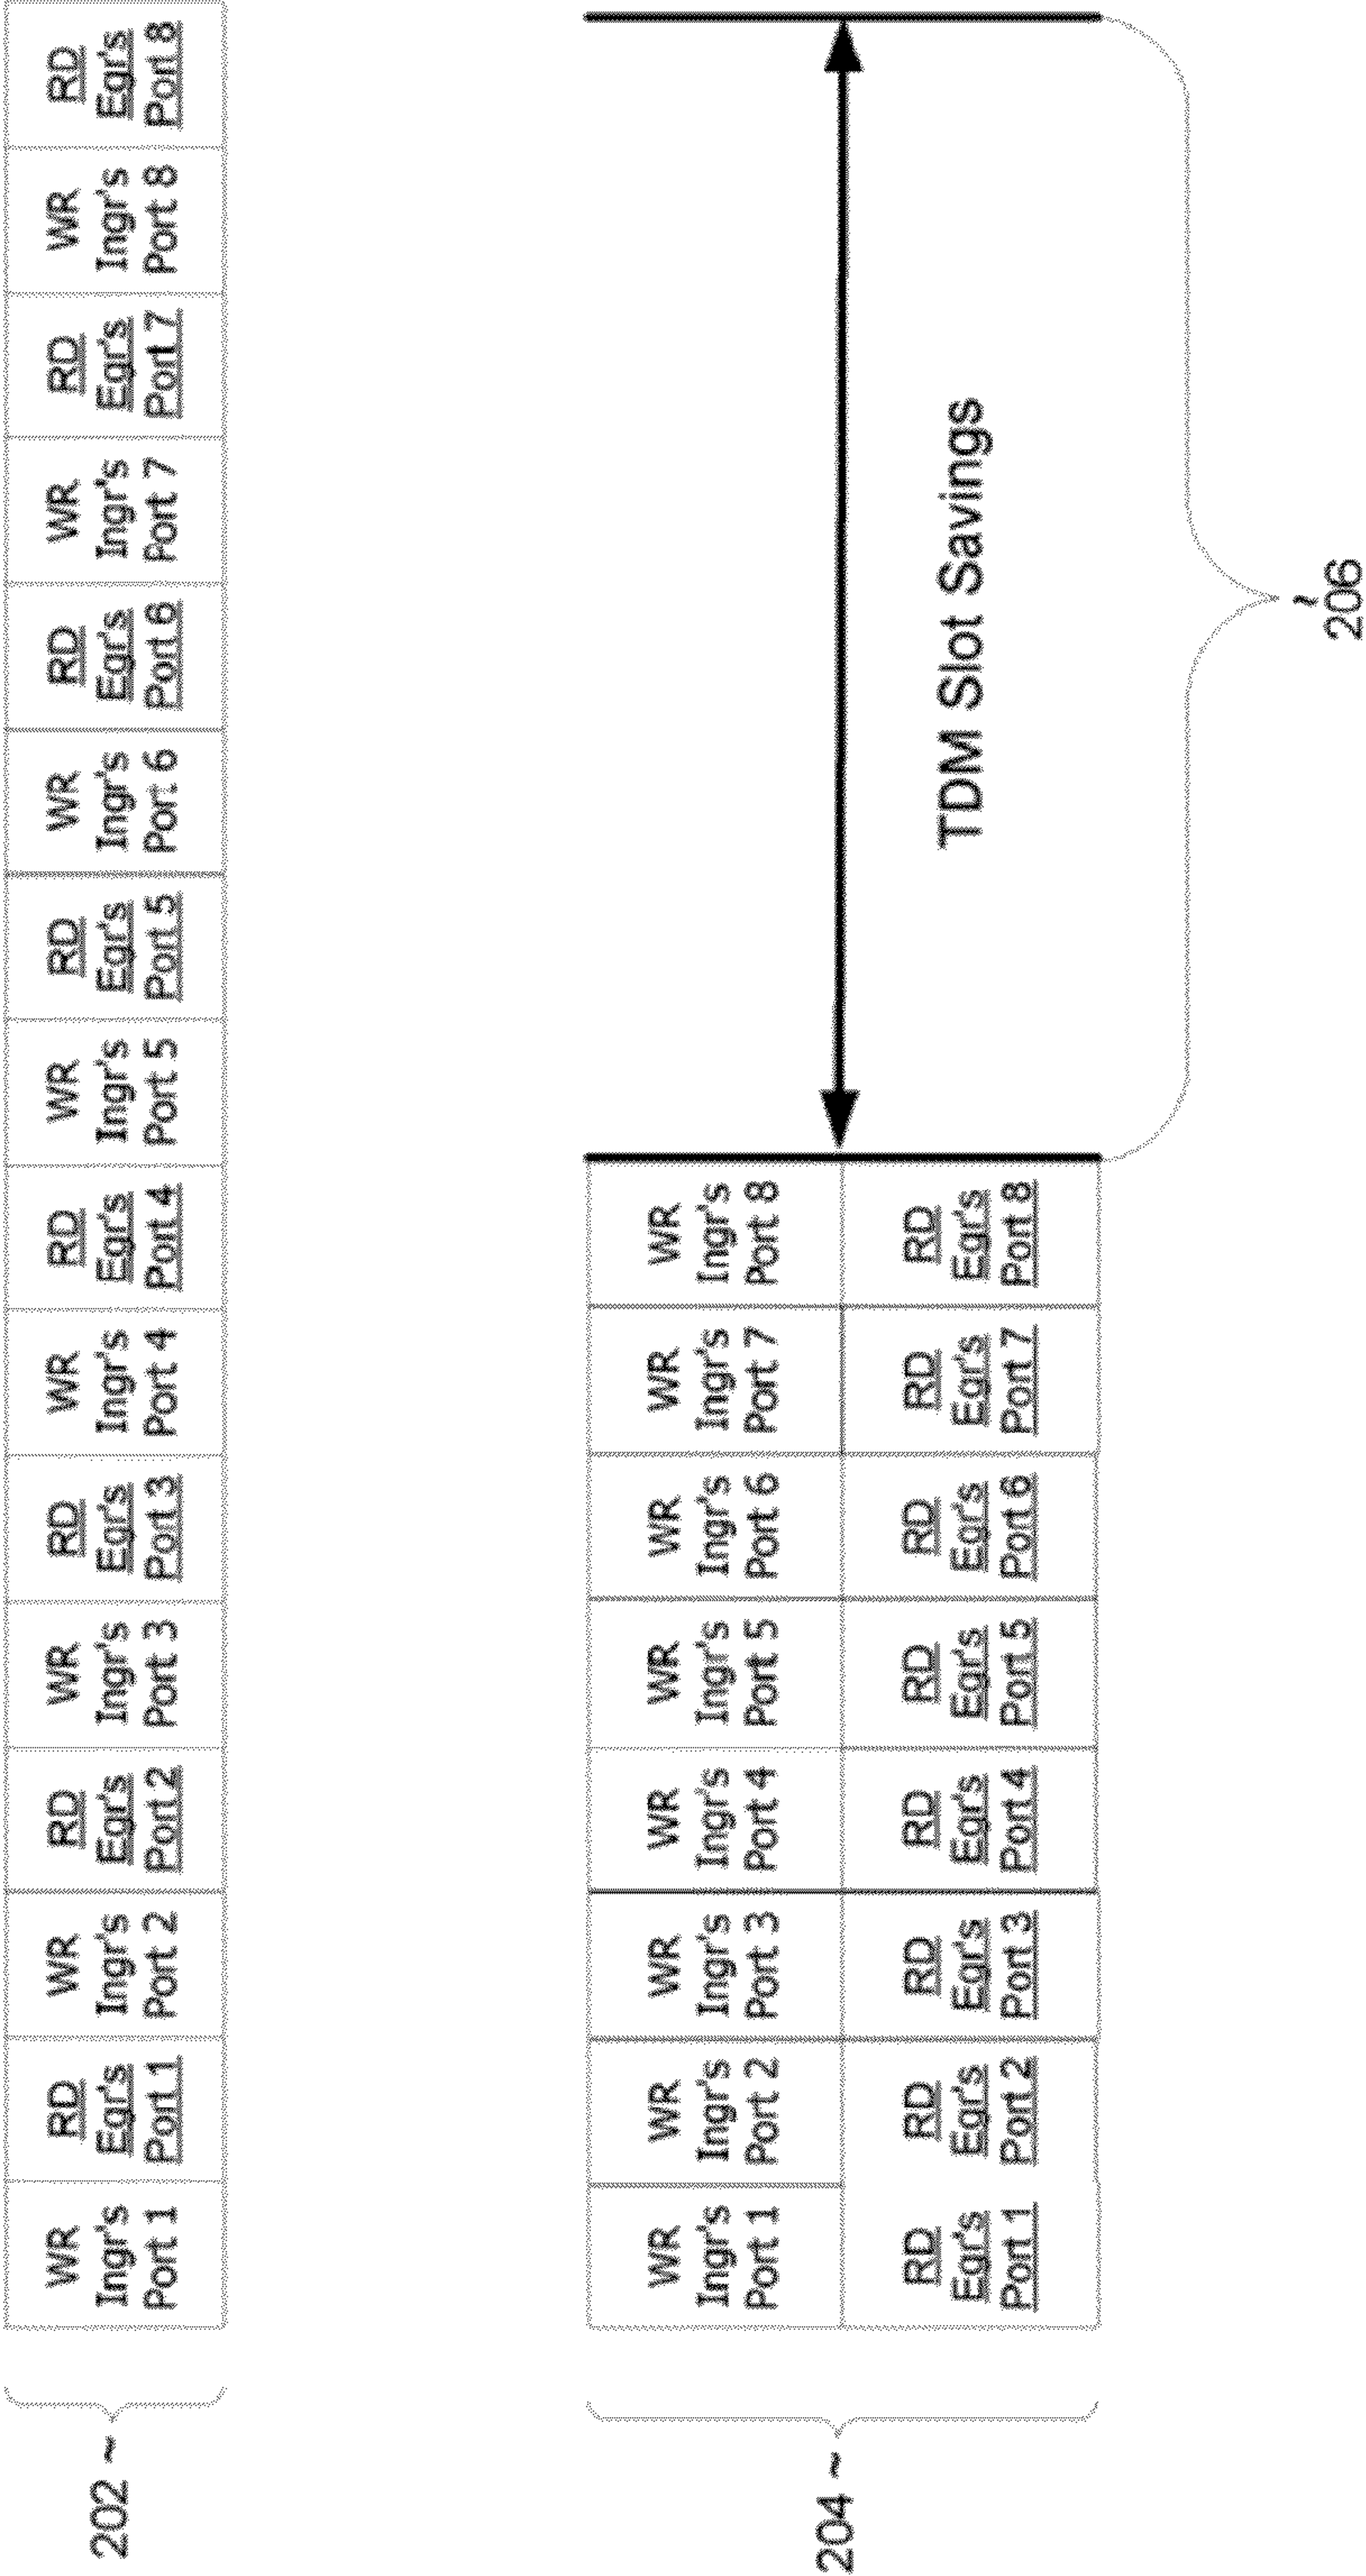 202 ~
WR
Ingr's
Port 1
RD
Egr's
Port 1
WR
Ingr's
Port 2
RD
Egr's
Port 2
WR
Ingr's
Port 3
RD
Egr's
Port 3
WR
Ingr's
Port 4
RD
Egr's
Port 4
WR
Ingr's
Port 5
RD
Egr's
Port 5
WR
Ingr's
Port 6
RD
Egr's
Port 6
WR
Ingr's
Port 7
RD
Egr's
Port 7
WR
Ingr's
Port 8
RD
Egr's
Port 8
204 ~
WR
Ingr's
Port 1
WR
Ingr's
Port 2
WR
Ingr's
Port 3
WR
Ingr's
Port 4
WR
Ingr's
Port 5
WR
Ingr's
Port 6
WR
Ingr's
Port 7
WR
Ingr's
Port 8
RD
Egr's
Port 1
RD
Egr's
Port 2
RD
Egr's
Port 3
RD
Egr's
Port 4
RD
Egr's
Port 5
RD
Egr's
Port 6
RD
Egr's
Port 7
RD
Egr's
Port 8
TDM Slot Savings
~
206